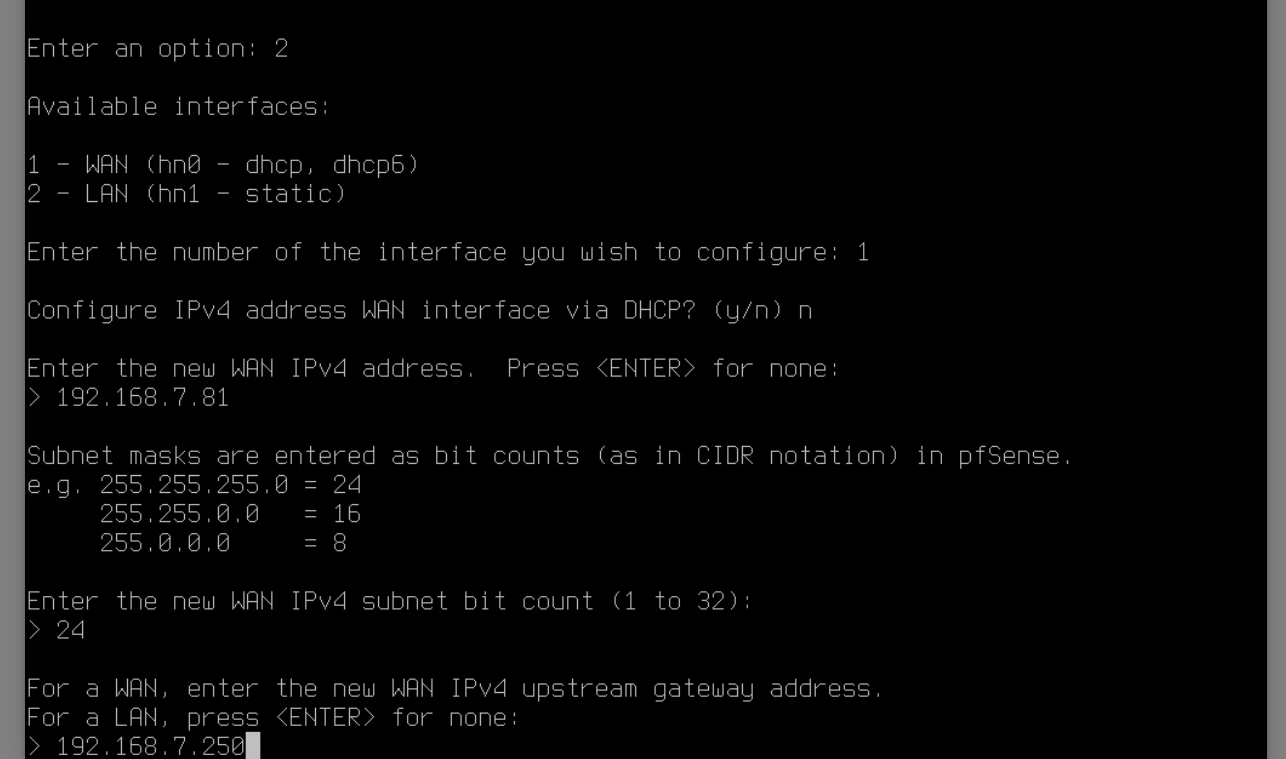 Enter an option: 2
Available interfaces:
1 - WAN (hn0 - dhcp, dhcp6)
2 - LAN (hn1 - static)
Enter the number of the interface you wish to configure: 1
Configure IPv4 address WAN interface via DHCP? (y/n) n
Enter the new WAN IPv4 address.  Press <ENTER> for none:
> 192.168.7.81
Subnet masks are entered as bit counts (as in CIDR notation) in pfSense.
e.g. 255.255.255.0 = 24
     255.255.0.0   = 16
     255.0.0.0     = 8
Enter the new WAN IPv4 subnet bit count (1 to 32):
> 24
For a WAN, enter the new WAN IPv4 upstream gateway address.
For a LAN, press <ENTER> for none:
> 192.168.7.250